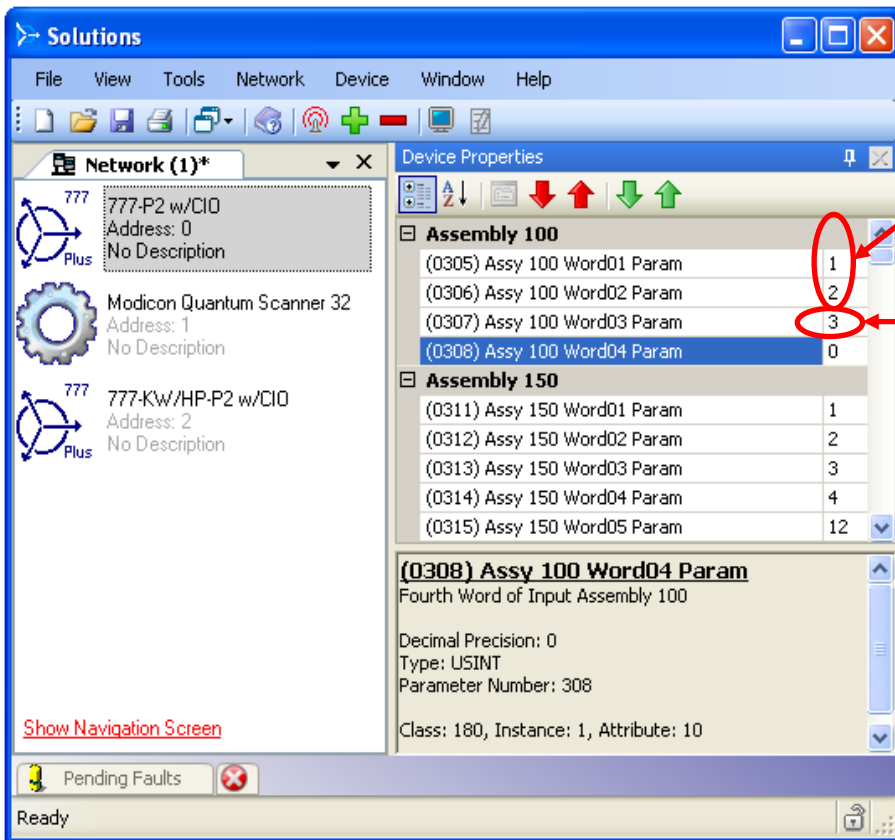 Solutions
File View Tools Network Device Window Help
Network (1)*
777
Plus
777-P2 w/CIO
Address: 0
No Description
Modicon Quantum Scanner 32
Address: 1
No Description
777
Plus
777-KW/HP-P2 w/CIO
Address: 2
No Description
Show Navigation Screen
Device Properties
A
Z
Assembly 100
(0305) Assy 100 Word01 Param 1
(0306) Assy 100 Word02 Param 2
(0307) Assy 100 Word03 Param 3
(0308) Assy 100 Word04 Param 0
Assembly 150
(0311) Assy 150 Word01 Param 1
(0312) Assy 150 Word02 Param 2
(0313) Assy 150 Word03 Param 3
(0314) Assy 150 Word04 Param 4
(0315) Assy 150 Word05 Param 12
(0308) Assy 100 Word04 Param
Fourth Word of Input Assembly 100
Decimal Precision: 0
Type: USINT
Parameter Number: 308
Class: 180, Instance: 1, Attribute: 10
Pending Faults
Ready